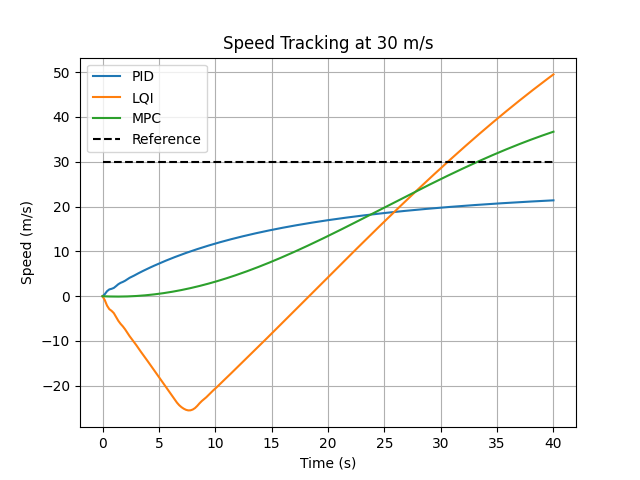 Speed Tracking at 30 m/s
PID
LQI
MPC
Reference
Speed (m/s)
50
40
30
20
10
0
−10
−20
0 5 10 15 20 25 30 35 40
Time (s)